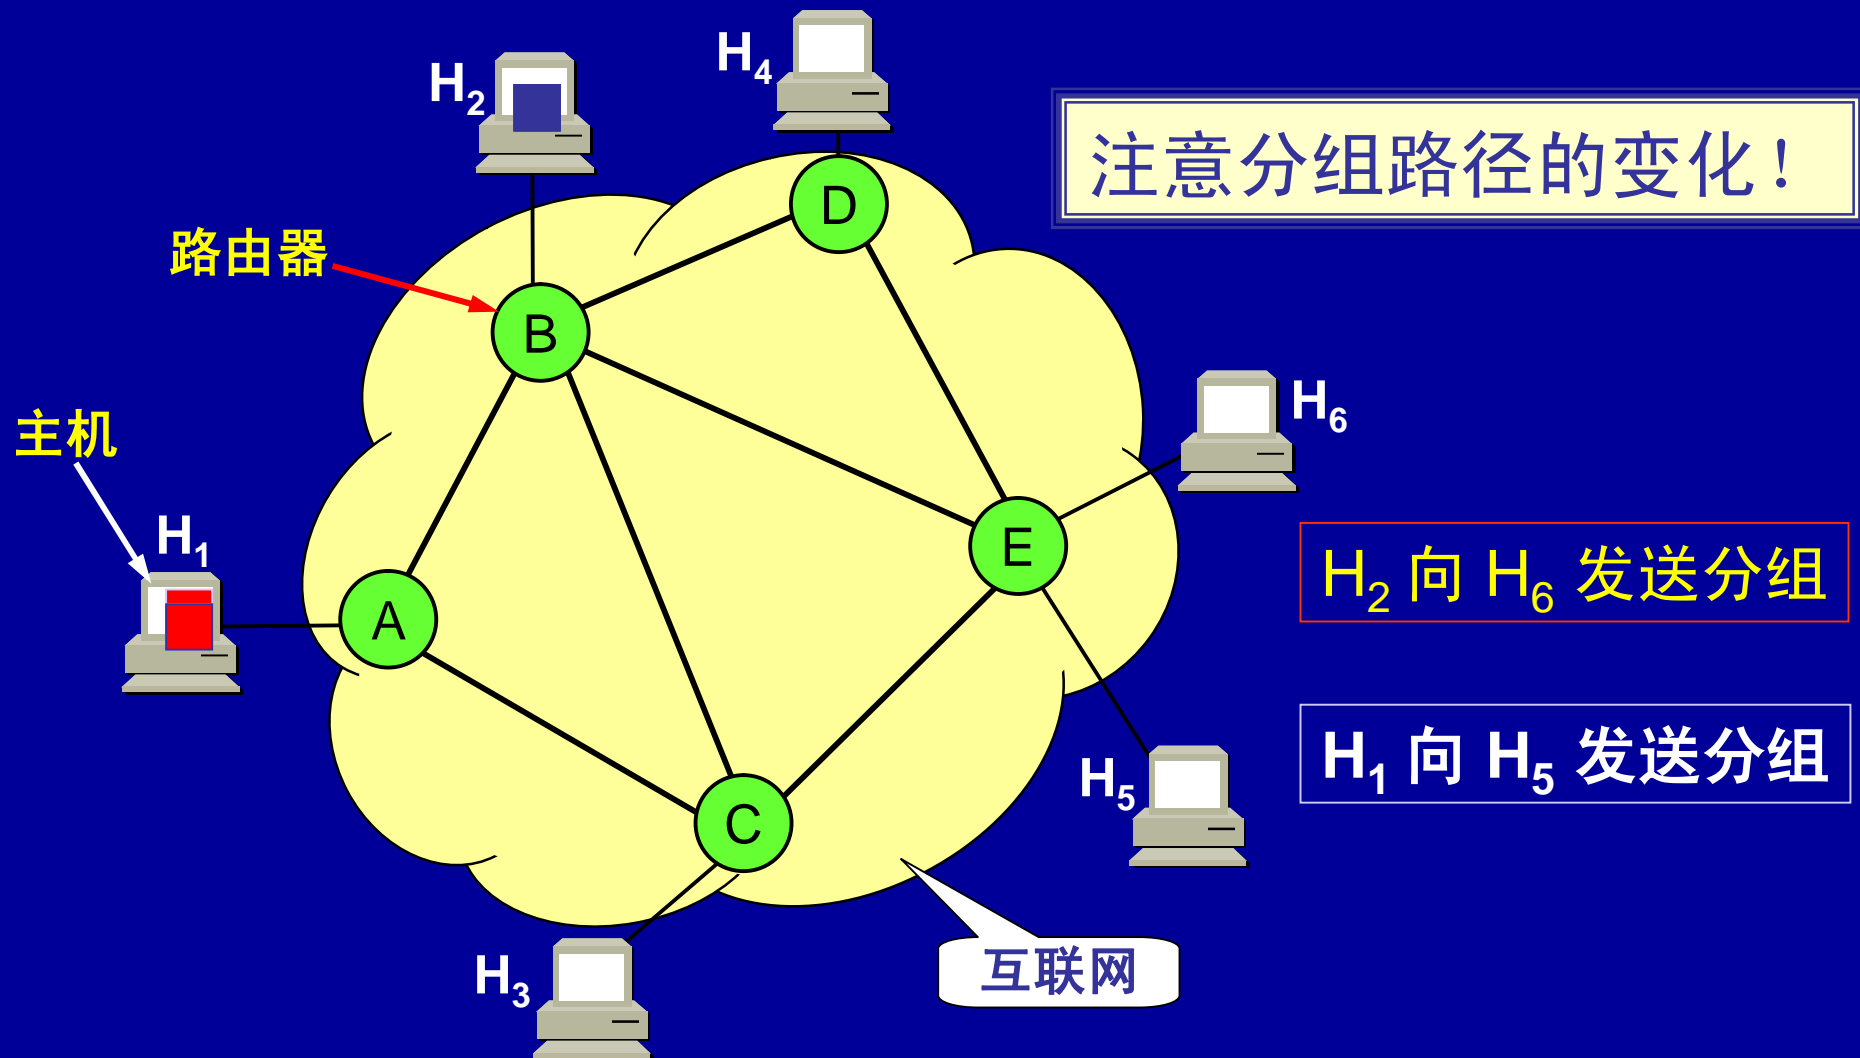 H4
H2
注意分组路径的变化！
D
路由器
B
H6
主机
H1
E
H2 向 H6 发送分组
A
H1 向 H5 发送分组
H5
C
互联网
H3